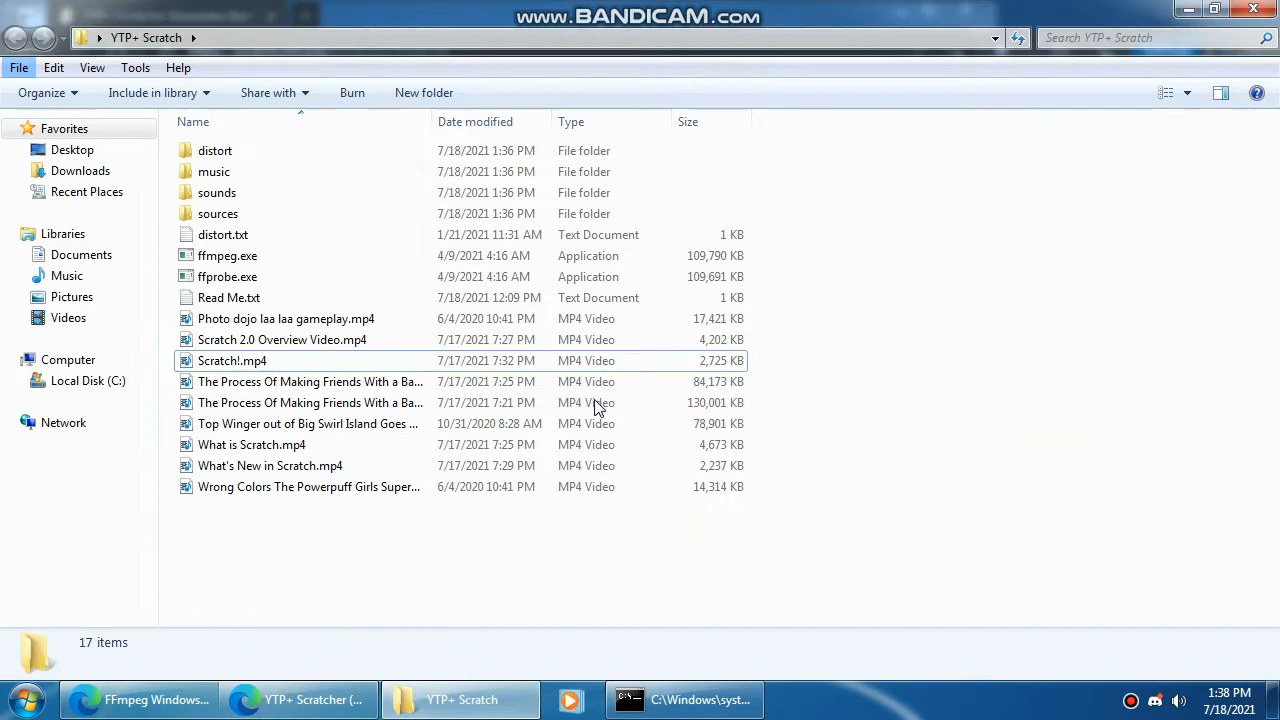 www.BANDICAM.com
YTP+ Scratch
Search YTP+ Scratch
File Edit View Tools Help
Organize Include in library Share with Burn New folder
Name Date modified Type Size
Favorites
Desktop
Downloads
Recent Places
Libraries
Documents
Music
Pictures
Videos
Computer
Local Disk (C:)
Network
distort 7/18/2021 1:36 PM File folder
music 7/18/2021 1:36 PM File folder
sounds 7/18/2021 1:36 PM File folder
sources 7/18/2021 1:36 PM File folder
distort.txt 1/21/2021 11:31 AM Text Document 1 KB
ffmpeg.exe 4/9/2021 4:16 AM Application 109,790 KB
ffprobe.exe 4/9/2021 4:16 AM Application 109,691 KB
Read Me.txt 7/18/2021 12:09 PM Text Document 1 KB
Photo dojo laa laa gameplay.mp4 6/4/2020 10:41 PM MP4 Video 17,421 KB
Scratch 2.0 Overview Video.mp4 7/17/2021 7:27 PM MP4 Video 4,202 KB
Scratch!.mp4 7/17/2021 7:32 PM MP4 Video 2,725 KB
The Process Of Making Friends With a Ba... 7/17/2021 7:25 PM MP4 Video 84,173 KB
The Process Of Making Friends With a Ba... 7/17/2021 7:21 PM MP4 Video 130,001 KB
Top Winger out of Big Swirl Island Goes ... 10/31/2020 8:28 AM MP4 Video 78,901 KB
What is Scratch.mp4 7/17/2021 7:25 PM MP4 Video 4,673 KB
What's New in Scratch.mp4 7/17/2021 7:29 PM MP4 Video 2,237 KB
Wrong Colors The Powerpuff Girls Super... 6/4/2020 10:41 PM MP4 Video 14,314 KB
17 items
FFmpeg Windows... YTP+ Scratcher (... YTP+ Scratch C:\Windows\syst...
1:38 PM
7/18/2021